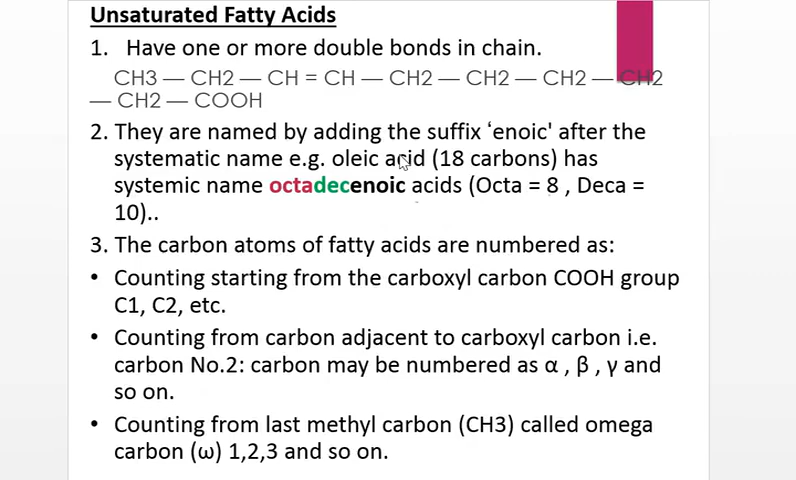 Unsaturated Fatty Acids
1. Have one or more double bonds in chain.
CH3 — CH2 — CH = CH — CH2 — CH2 — CH2 — CH2
— CH2 — COOH
2. They are named by adding the suffix ‘enoic' after the
systematic name e.g. oleic acid (18 carbons) has
systemic name octadecenoic acids (Octa = 8 , Deca =
10)..
3. The carbon atoms of fatty acids are numbered as:
• Counting starting from the carboxyl carbon COOH group
C1, C2, etc.
• Counting from carbon adjacent to carboxyl carbon i.e.
carbon No.2: carbon may be numbered as α , β , γ and
so on.
• Counting from last methyl carbon (CH3) called omega
carbon (ω) 1,2,3 and so on.